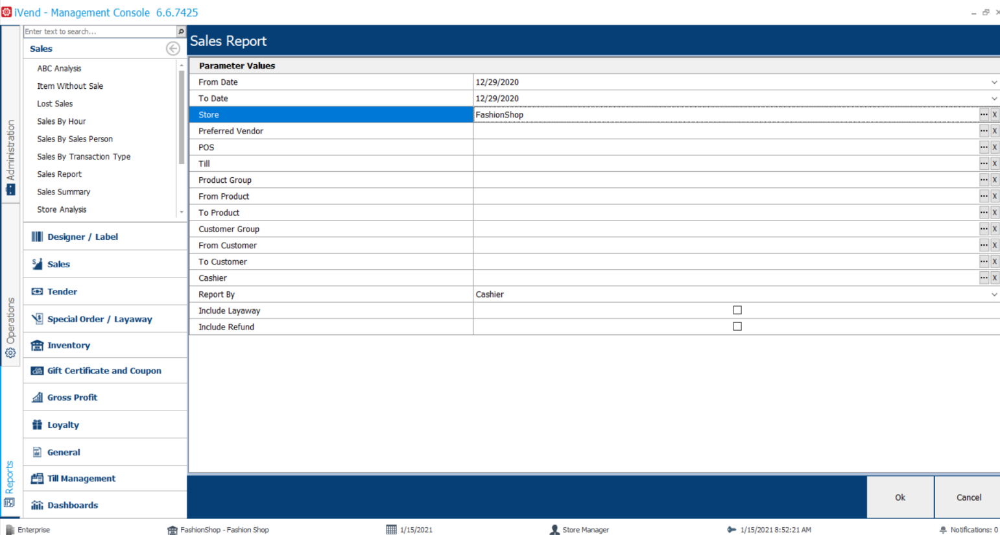 iVend - Management Console 6.6.7425
Enter text to search...
Sales
ABC Analysis
Item Without Sale
Lost Sales
Sales By Hour
Sales By Sales Person
Sales By Transaction Type
Sales Report
Sales Summary
Store Analysis
Designer / Label
Sales
Tender
Special Order / Layaway
Inventory
Gift Certificate and Coupon
Gross Profit
Loyalty
General
Till Management
Dashboards
Administration
Operations
Reports
Sales Report
Parameter Values
From Date 12/29/2020
To Date 12/29/2020
Store FashionShop ... X
Preferred Vendor ... X
POS ... X
Till ... X
Product Group ... X
From Product ... X
To Product ... X
Customer Group ... X
From Customer ... X
To Customer ... X
Cashier ... X
Report By Cashier
Include Layaway
Include Refund
Ok Cancel
Enterprise FashionShop - Fashion Shop 1/15/2021 Store Manager 1/15/2021 8:52:21 AM Notifications: 0